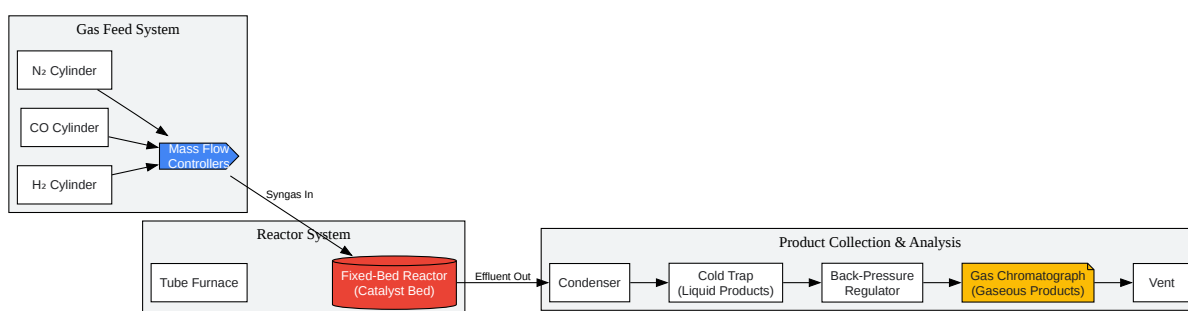 Gas Feed System
N₂ Cylinder
CO Cylinder
H₂ Cylinder
Mass Flow
Controllers
Syngas In
Reactor System
Tube Furnace
Fixed-Bed Reactor
(Catalyst Bed)
Effluent Out
Product Collection & Analysis
Condenser
Cold Trap
(Liquid Products)
Back-Pressure
Regulator
Gas Chromatograph
(Gaseous Products)
Vent